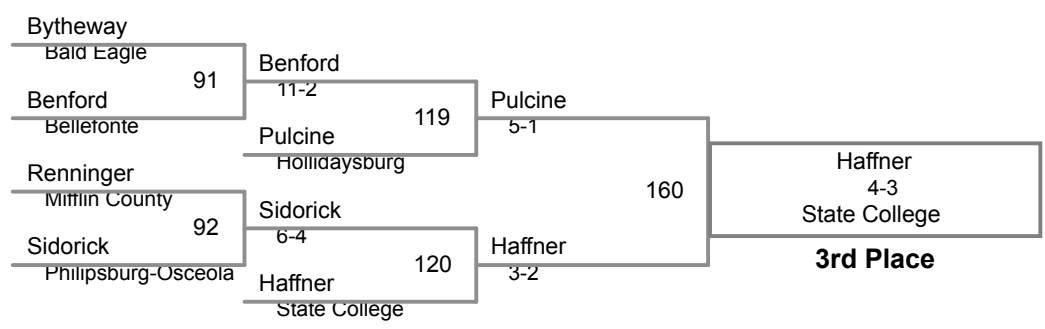 Bytheway
Bald Eagle
91
Benford
Bellefonte
Benford
11-2
119
Pulcine
Hollidaysburg
Pulcine
5-1
Renninger
Mifflin County
92
Sidorick
Philipsburg-Osceola
Sidorick
6-4
120
Haffner
State College
Haffner
3-2
160
Haffner
4-3
State College
3rd Place